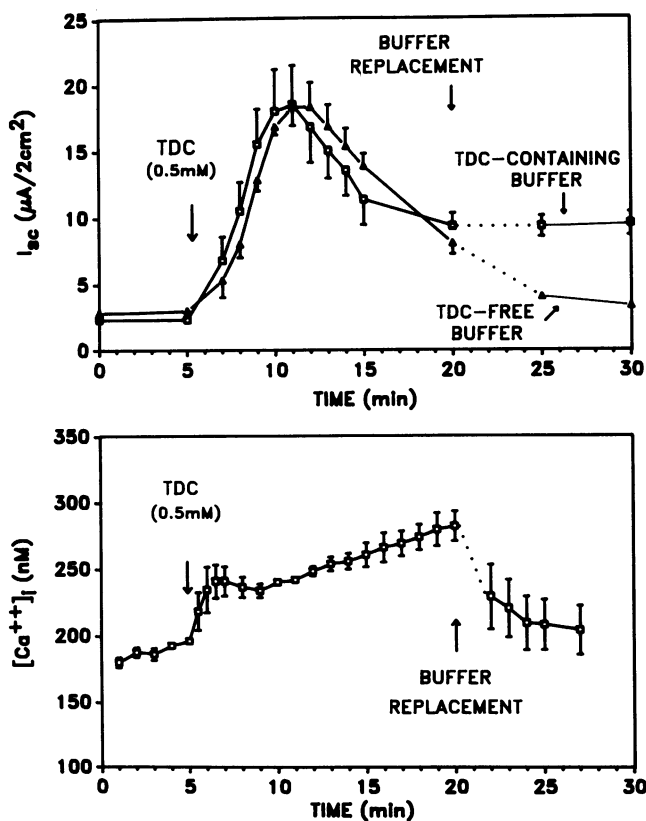 25
20
15
10
5
0
I_sc (μA/2cm²)
TDC
(0.5mM)
BUFFER
REPLACEMENT
TDC-CONTAINING
BUFFER
TDC-FREE
BUFFER
0 5 10 15 20 25 30
TIME (min)
350
300
250
200
150
100
[Ca⁺⁺]i (nM)
TDC
(0.5mM)
BUFFER
REPLACEMENT
0 5 10 15 20 25 30
TIME (min)